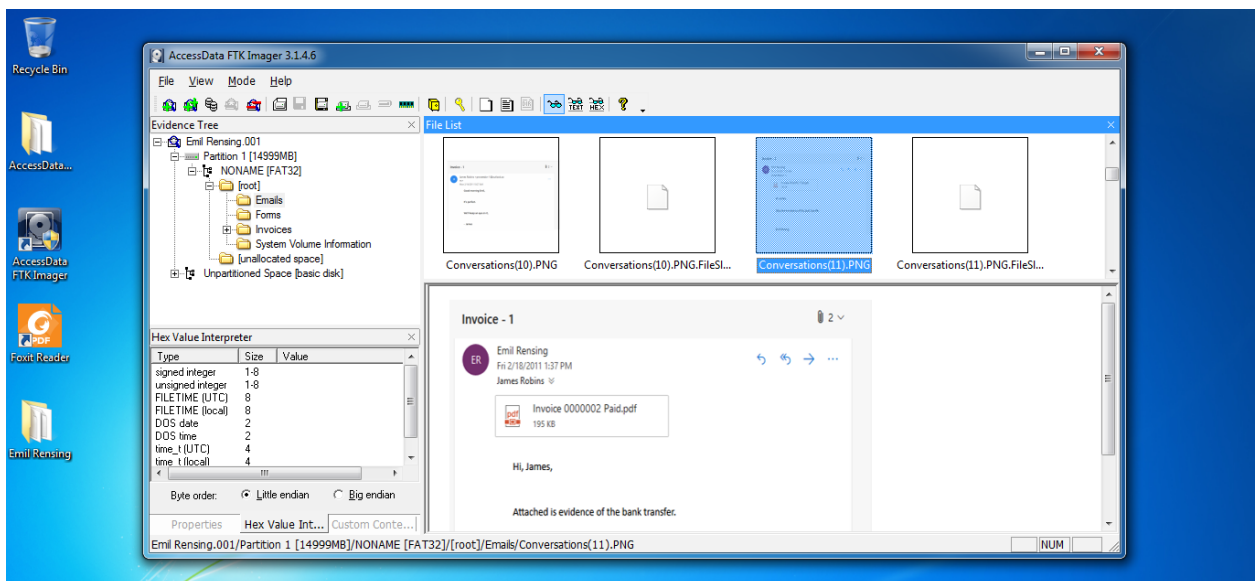 Recycle Bin
AccessData...
AccessData
FTK Imager
Foxit Reader
Emil Rensing
AccessData FTK Imager 3.1.4.6
File View Mode Help
Evidence Tree
Emil Rensing.001
Partition 1 [14999MB]
NONAME [FAT32]
[root]
Emails
Forms
Invoices
System Volume Information
[unallocated space]
Unpartitioned Space [basic disk]
Hex Value Interpreter
Type Size Value
signed integer 1-8
unsigned integer 1-8
FILETIME (UTC) 8
FILETIME (local) 8
DOS date 2
DOS time 2
time_t (UTC) 4
time_t (local) 4
Byte order: Little endian Big endian
Properties Hex Value Int... Custom Conte...
File List
Conversations(10).PNG Conversations(10).PNG.FileSl... Conversations(11).PNG Conversations(11).PNG.FileSl...
Invoice - 1 2
ER
Emil Rensing
Fri 2/18/2011 1:37 PM
James Robins
pdf
Invoice 0000002 Paid.pdf
195 KB
Hi, James,
Attached is evidence of the bank transfer.
Emil Rensing.001/Partition 1 [14999MB]/NONAME [FAT32]/[root]/Emails/Conversations(11).PNG
NUM